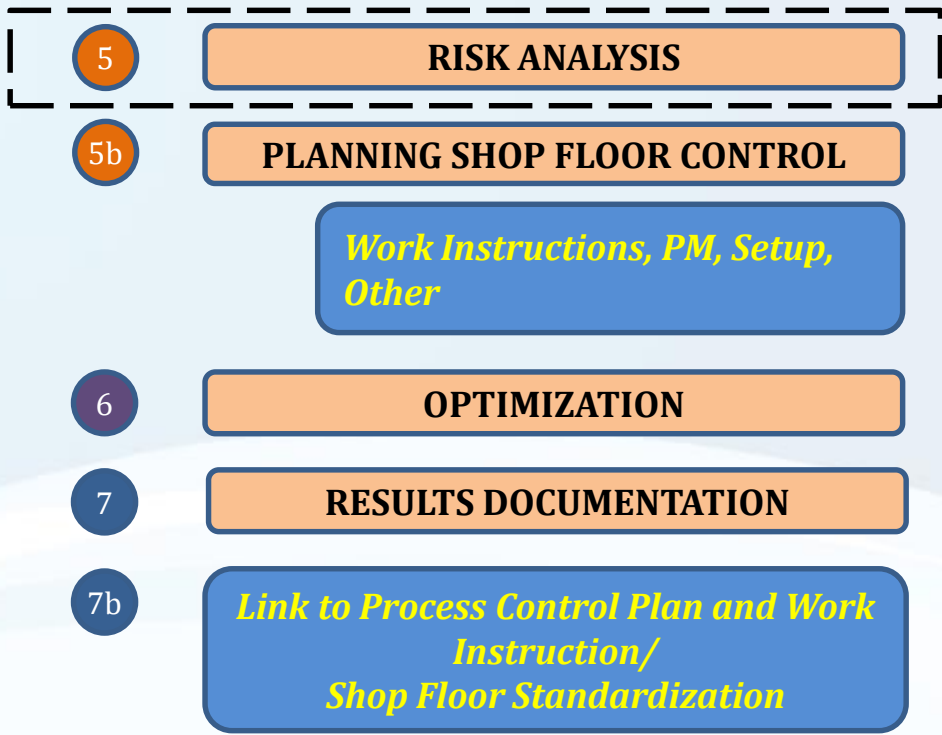 5
RISK ANALYSIS
5b
PLANNING SHOP FLOOR CONTROL
Work Instructions, PM, Setup,
Other
6
OPTIMIZATION
7
RESULTS DOCUMENTATION
7b
Link to Process Control Plan and Work
Instruction/
Shop Floor Standardization